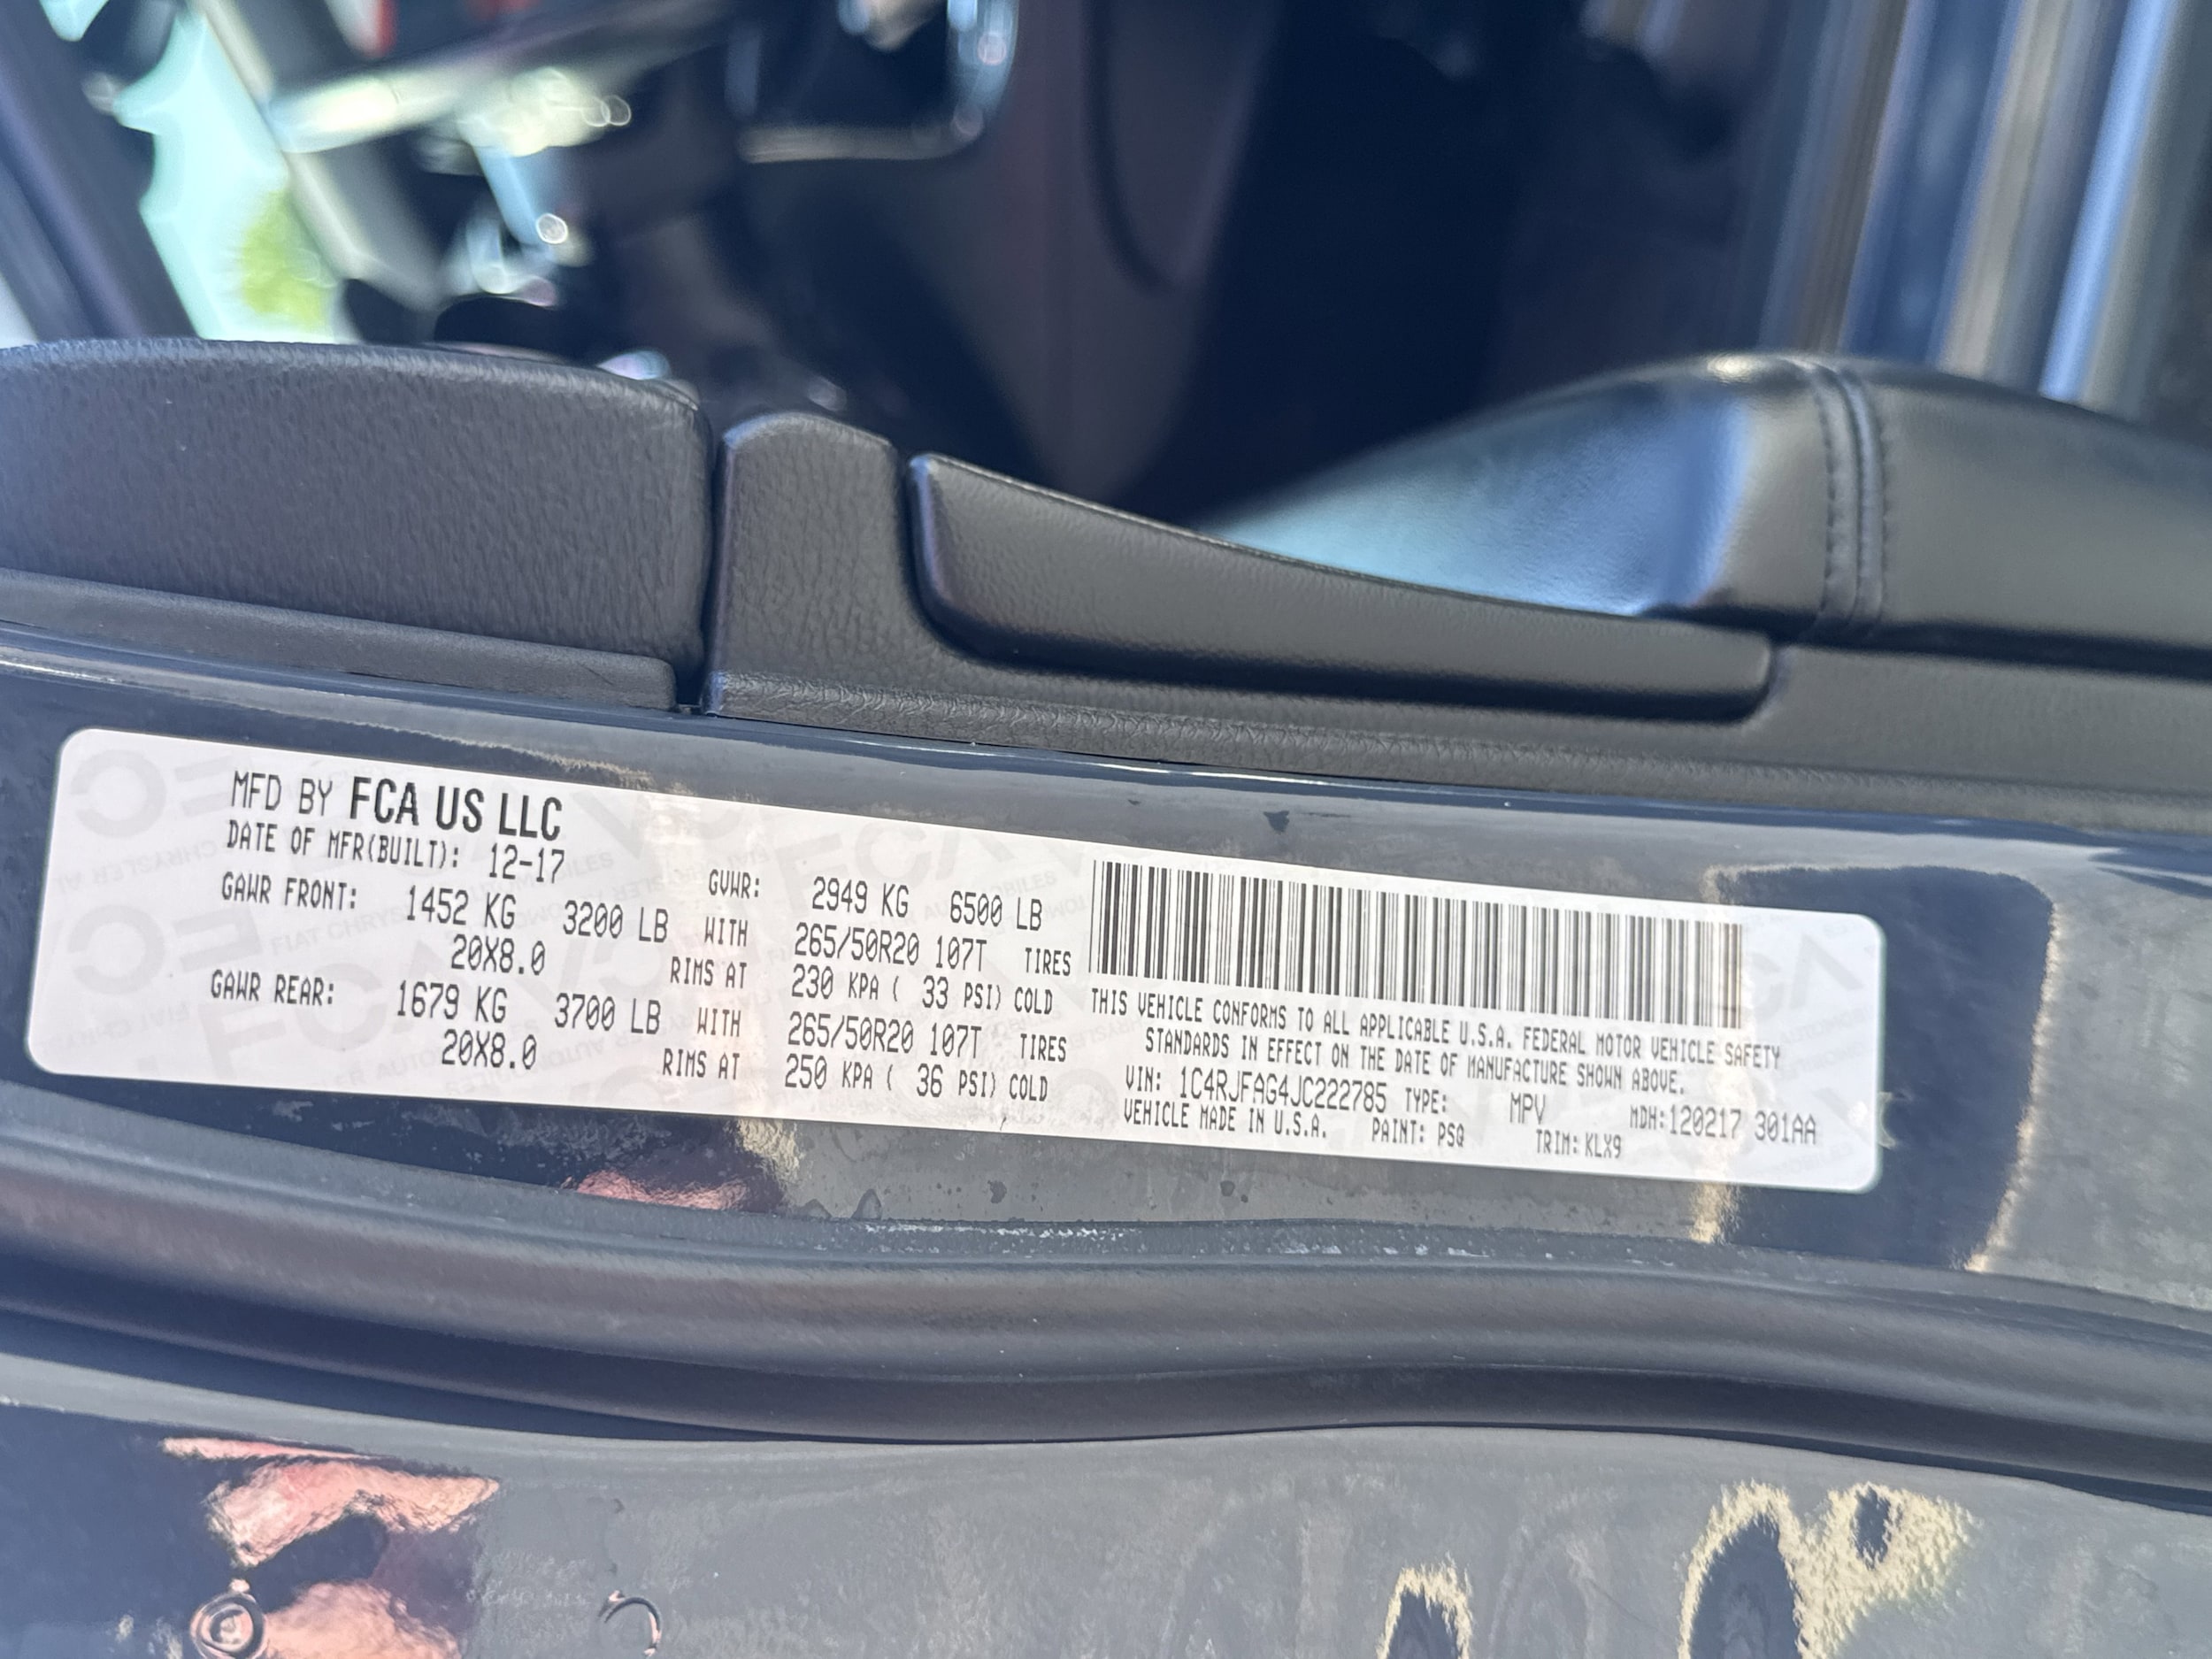 MFD BY FCA US LLC
DATE OF MFR(BUILT): 12-17
GVWR: 2949 KG 6500 LB
GAWR FRONT: 1452 KG 3200 LB WITH 265/50R20 107T TIRES
20X8.0 RIMS AT 230 KPA ( 33 PSI) COLD
GAWR REAR: 1679 KG 3700 LB WITH 265/50R20 107T TIRES
20X8.0 RIMS AT 250 KPA ( 36 PSI) COLD
THIS VEHICLE CONFORMS TO ALL APPLICABLE U.S.A. FEDERAL MOTOR VEHICLE SAFETY
STANDARDS IN EFFECT ON THE DATE OF MANUFACTURE SHOWN ABOVE.
VIN: 1C4RJFAG4JC222785 TYPE: MPV MDH:120217 301AA
VEHICLE MADE IN U.S.A. PAINT: PSQ TRIM: KLX9